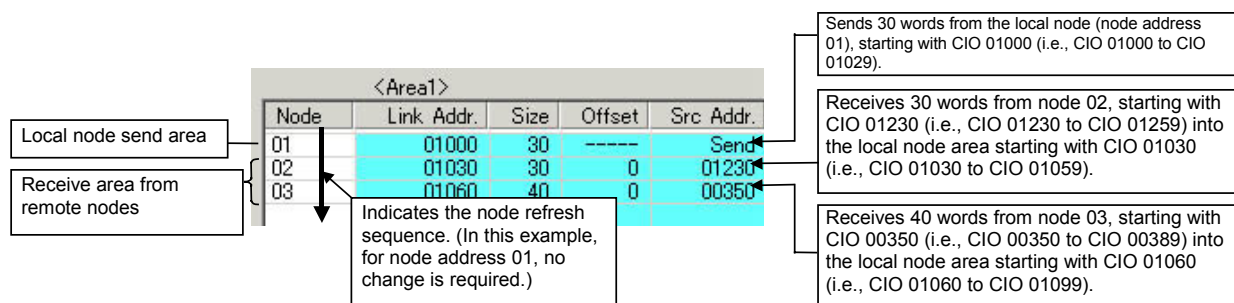 Sends 30 words from the local node (node address
01), starting with CIO 01000 (i.e., CIO 01000 to CIO
01029).
<Area1>
Node Link Addr. Size Offset Src Addr.
01 01000 30 ----- Send
02 01030 30 0 01230
03 01060 40 0 00350
Local node send area
Receive area from
remote nodes
Indicates the node refresh
sequence. (In this example,
for node address 01, no
change is required.)
Receives 30 words from node 02, starting with
CIO 01230 (i.e., CIO 01230 to CIO 01259) into
the local node area starting with CIO 01030
(i.e., CIO 01030 to CIO 01059).
Receives 40 words from node 03, starting with
CIO 00350 (i.e., CIO 00350 to CIO 00389) into
the local node area starting with CIO 01060
(i.e., CIO 01060 to CIO 01099).